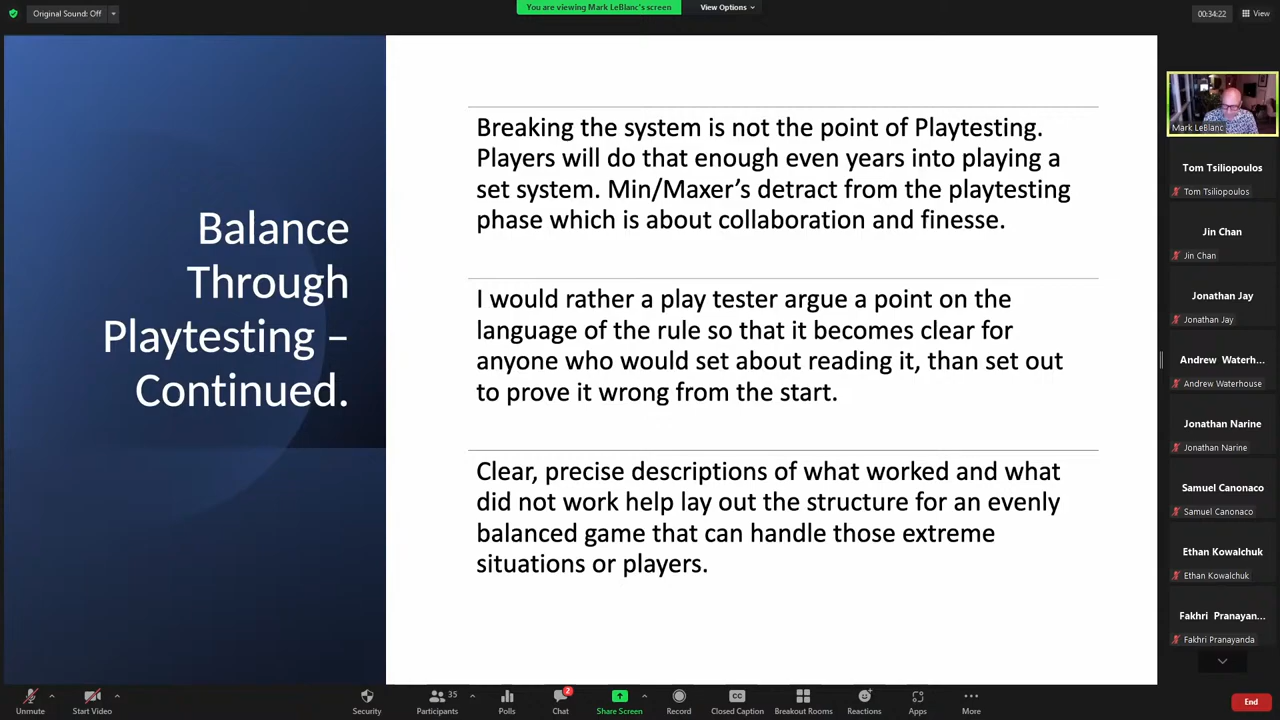 Original Sound: Off
You are viewing Mark LeBlanc's screen
View Options
00:34:22
View
Balance
Through
Playtesting –
Continued.
Breaking the system is not the point of Playtesting.
Players will do that enough even years into playing a
set system. Min/Maxer's detract from the playtesting
phase which is about collaboration and finesse.
I would rather a play tester argue a point on the
language of the rule so that it becomes clear for
anyone who would set about reading it, than set out
to prove it wrong from the start.
Clear, precise descriptions of what worked and what
did not work help lay out the structure for an evenly
balanced game that can handle those extreme
situations or players.
Mark LeBlanc
Tom Tsiliopoulos
Tom Tsiliopoulos
Jin Chan
Jin Chan
Jonathan Jay
Jonathan Jay
Andrew Waterh...
Andrew Waterhouse
Jonathan Narine
Jonathan Narine
Samuel Canonaco
Samuel Canonaco
Ethan Kowalchuk
Ethan Kowalchuk
Fakhri Pranayan...
Fakhri Pranayanda
Unmute
Start Video
Security
Participants
35
Polls
Chat
2
Share Screen
Record
CC
Closed Caption
Breakout Rooms
Reactions
Apps
More
End